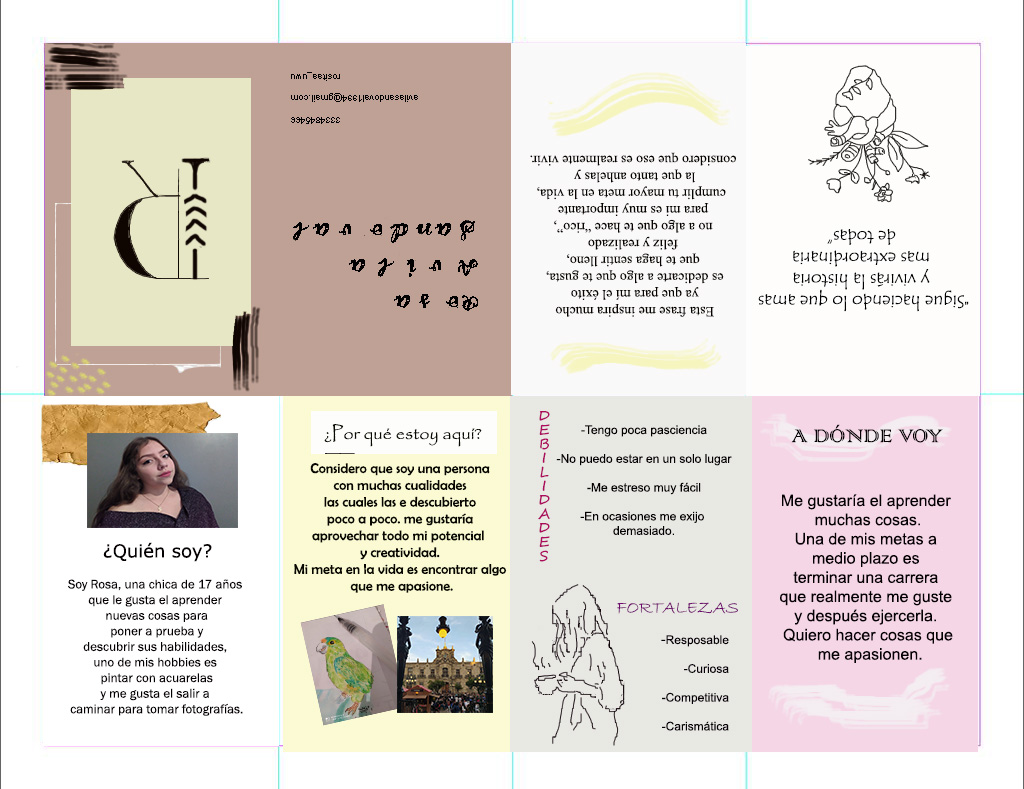 Rosa
Avila
Sandoval
Esta frase me inspira mucho
ya que para mi el éxito
es dedicarte a algo que te gusta,
que te haga sentir lleno,
feliz y realizado
no a algo que te hace “rico”,
para mi es muy importante
cumplir tu mayor meta en la vida,
la que tanto anhelas y
considero que eso es realmente vivir.
“Sigue haciendo lo que amas
y vivirás la historia
mas extraordinaria
de todas”
¿Quién soy?
Soy Rosa, una chica de 17 años
que le gusta el aprender
nuevas cosas para
poner a prueba y
descubrir sus habilidades,
uno de mis hobbies es
pintar con acuarelas
y me gusta el salir a
caminar para tomar fotografías.
¿Por qué estoy aquí?
Considero que soy una persona
con muchas cualidades
las cuales las e descubierto
poco a poco. me gustaría
aprovechar todo mi potencial
y creatividad.
Mi meta en la vida es encontrar algo
que me apasione.
DEBILIDADES
-Tengo poca pasciencia
-No puedo estar en un solo lugar
-Me estreso muy fácil
-En ocasiones me exijo
demasiado.
FORTALEZAS
-Resposable
-Curiosa
-Competitiva
-Carismática
A DÓNDE VOY
Me gustaría el aprender
muchas cosas.
Una de mis metas a
medio plazo es
terminar una carrera
que realmente me guste
y después ejercerla.
Quiero hacer cosas que
me apasionen.